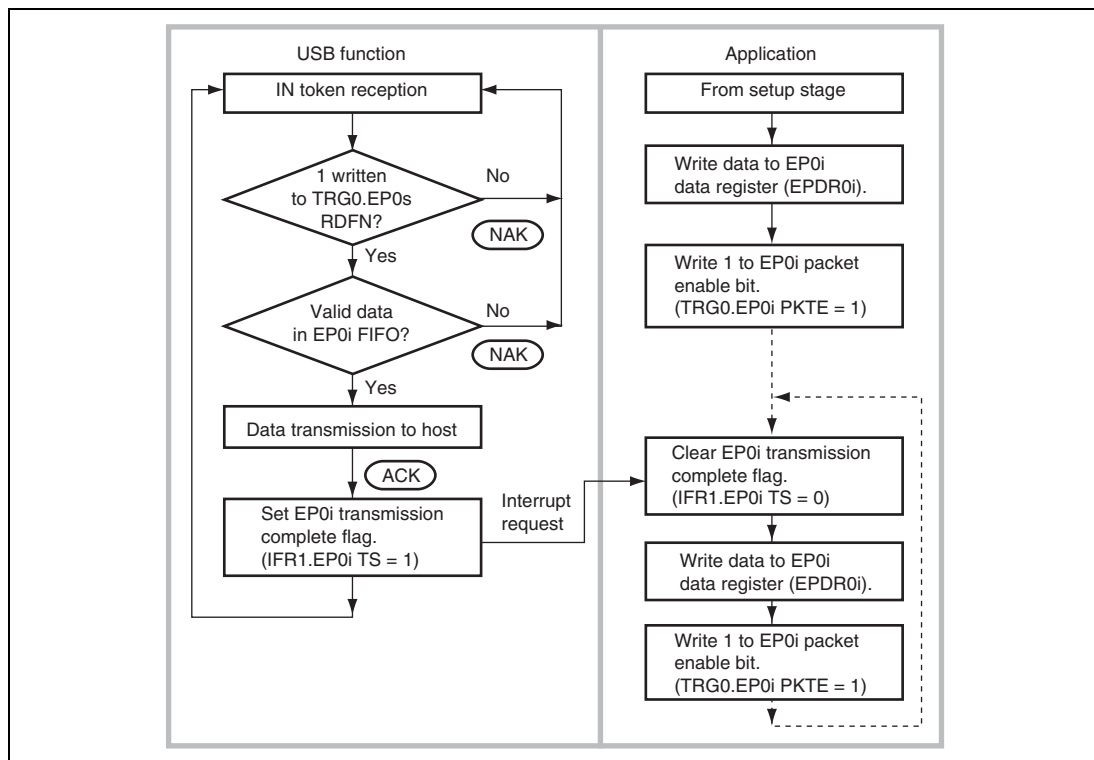 USB function
IN token reception
1 written
to TRG0.EP0s
RDFN?
No
NAK
Yes
Valid data
in EP0i FIFO?
No
NAK
Yes
Data transmission to host
ACK
Set EP0i transmission
complete flag.
(IFR1.EP0i TS = 1)
Interrupt
request
Application
From setup stage
Write data to EP0i
data register (EPDR0i).
Write 1 to EP0i packet
enable bit.
(TRG0.EP0i PKTE = 1)
Clear EP0i transmission
complete flag.
(IFR1.EP0i TS = 0)
Write data to EP0i
data register (EPDR0i).
Write 1 to EP0i packet
enable bit.
(TRG0.EP0i PKTE = 1)